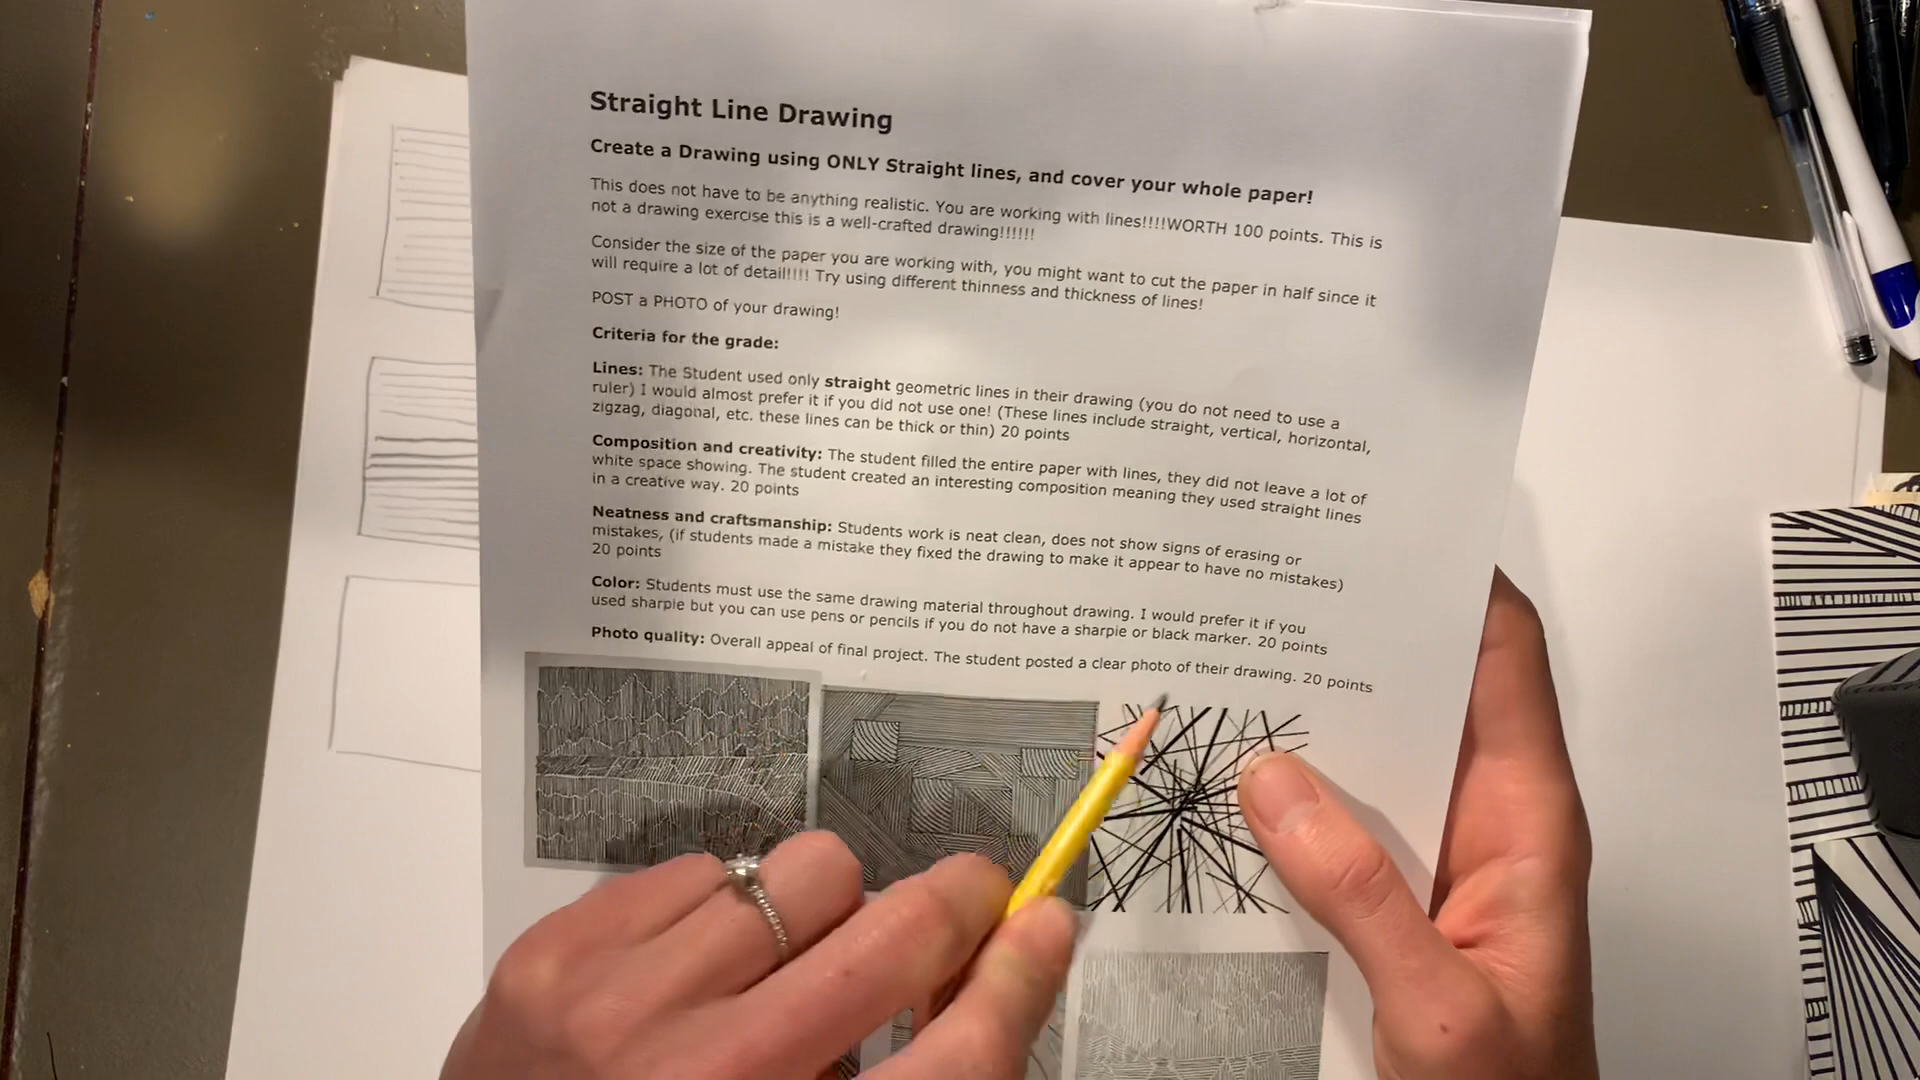 Straight Line Drawing
Create a Drawing using ONLY Straight lines, and cover your whole paper!
This does not have to be anything realistic. You are working with lines!!!!WORTH 100 points. This is
not a drawing exercise this is a well-crafted drawing!!!!!!
Consider the size of the paper you are working with, you might want to cut the paper in half since it
will require a lot of detail!!!! Try using different thinness and thickness of lines!
POST a PHOTO of your drawing!
Criteria for the grade:
Lines: The Student used only straight geometric lines in their drawing (you do not need to use a
ruler) I would almost prefer it if you did not use one! (These lines include straight, vertical, horizontal,
zigzag, diagonal, etc. these lines can be thick or thin) 20 points
Composition and creativity: The student filled the entire paper with lines, they did not leave a lot of
white space showing. The student created an interesting composition meaning they used straight lines
in a creative way. 20 points
Neatness and craftsmanship: Students work is neat clean, does not show signs of erasing or
mistakes, (if students made a mistake they fixed the drawing to make it appear to have no mistakes)
20 points
Color: Students must use the same drawing material throughout drawing. I would prefer it if you
used sharpie but you can use pens or pencils if you do not have a sharpie or black marker. 20 points
Photo quality: Overall appeal of final project. The student posted a clear photo of their drawing. 20 points